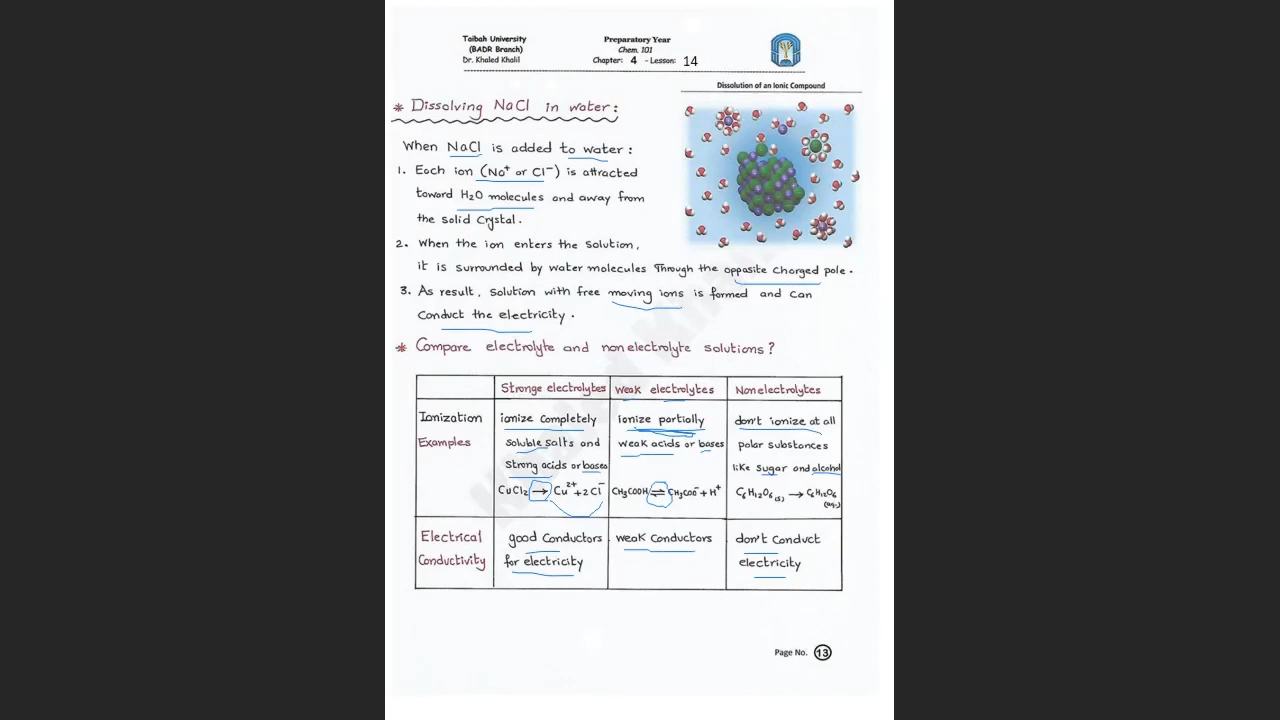 Taibah University
(BADR Branch)
Dr. Khaled Khalil
Preparatory Year
Chem. 101
Chapter: 4 - Lesson: 14
Dissolution of an Ionic Compound
* Dissolving NaCl in water:
When NaCl is added to water:
1. Each ion (No⁺ or Cl⁻) is attracted
toward H₂O molecules and away from
the solid crystal.
2. When the ion enters the solution,
it is surrounded by water molecules through the opposite charged pole.
3. As result, solution with free moving ions is formed and can
conduct the electricity.
* Compare electrolyte and nonelectrolyte solutions?
Stronge electrolytes
Weak electrolytes
Nonelectrolytes
Ionization
ionize completely
ionize partially
don't ionize at all
Examples
soluble salts and
strong acids or bases
CuCl₂ → Cu²⁺ + 2Cl⁻
weak acids or bases
CH₃COOH ⇌ CH₃COO⁻ + H⁺
polar substances
like sugar and alcohol
C₆H₁₂O₆ (s) → C₆H₁₂O₆ (aq)
Electrical
Conductivity
good conductors
for electricity
weak conductors
don't conduct
electricity
Page No. 13